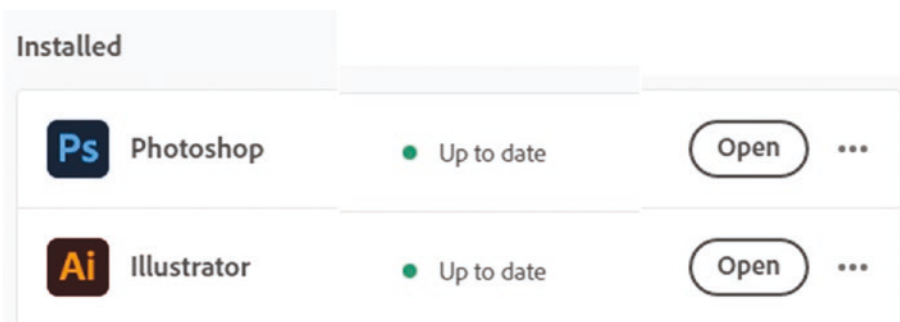 Installed
Ps Photoshop Up to date Open ...
Ai Illustrator Up to date Open ...